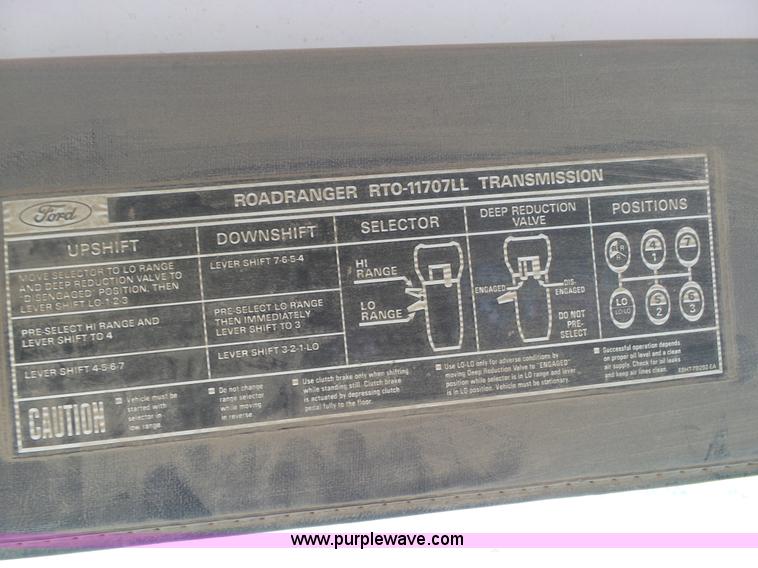 Ford
ROADRANGER RTO-11707LL TRANSMISSION
UPSHIFT
MOVE SELECTOR TO LO RANGE
AND DEEP REDUCTION VALVE TO
"DISENGAGED" POSITION, THEN
LEVER SHIFT LO-1-2-3
PRE-SELECT HI RANGE AND
LEVER SHIFT TO 4
LEVER SHIFT 4-5-6-7
DOWNSHIFT
LEVER SHIFT 7-6-5-4
PRE-SELECT LO RANGE
THEN IMMEDIATELY
LEVER SHIFT TO 3
LEVER SHIFT 3-2-1-LO
SELECTOR
HI
RANGE
LO
RANGE
DEEP REDUCTION
VALVE
ENGAGED
DIS-
ENGAGED
DO NOT
PRE-
SELECT
POSITIONS
R
R
4
1
7
LO
LO-LO
5
2
6
3
CAUTION
Vehicle must be
started with
selector in
low range.
Do not change
range selector
while moving
in reverse.
Use clutch brake only when shifting
while standing still. Clutch brake
is actuated by depressing clutch
pedal fully to the floor.
Use LO-LO only for adverse conditions by
moving Deep Reduction Valve to "ENGAGED"
position while selector is in LO range and lever
is in LO position. Vehicle must be stationary.
Successful operation depends
on proper oil level and a clean
air supply. Check for oil leaks
and keep air lines clean.
www.purplewave.com